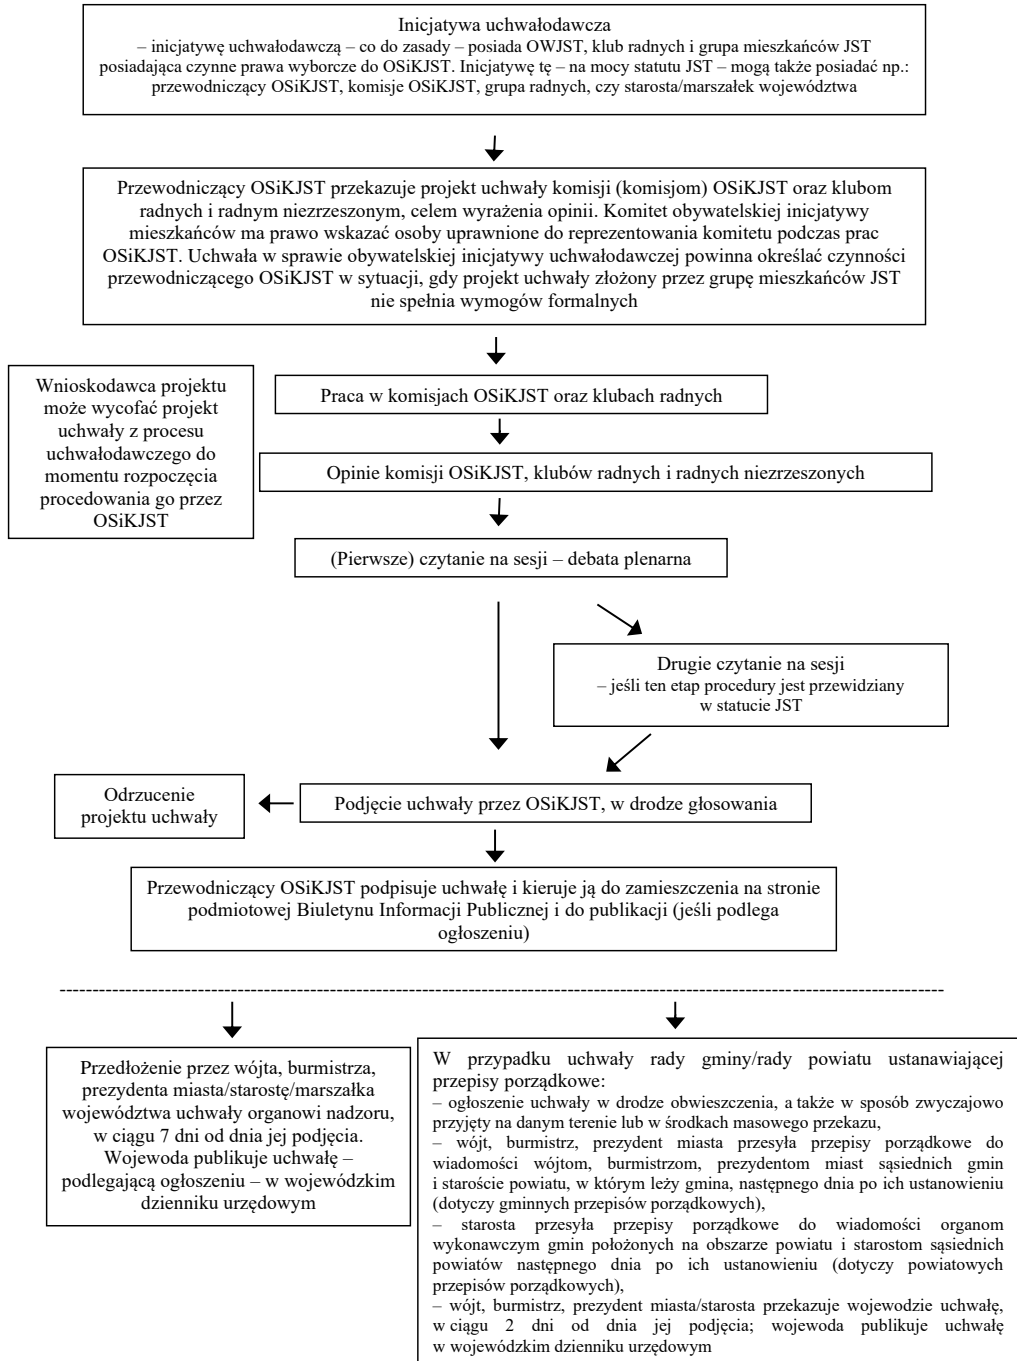 Inicjatywa uchwałodawcza
– inicjatywę uchwałodawczą – co do zasady – posiada OWJST, klub radnych i grupa mieszkańców JST
posiadająca czynne prawa wyborcze do OSiKJST. Inicjatywę tę – na mocy statutu JST – mogą także posiadać np.:
przewodniczący OSiKJST, komisje OSiKJST, grupa radnych, czy starosta/marszałek województwa
Przewodniczący OSiKJST przekazuje projekt uchwały komisji (komisjom) OSiKJST oraz klubom
radnych i radnym niezrzeszonym, celem wyrażenia opinii. Komitet obywatelskiej inicjatywy
mieszkańców ma prawo wskazać osoby uprawnione do reprezentowania komitetu podczas prac
OSiKJST. Uchwała w sprawie obywatelskiej inicjatywy uchwałodawczej powinna określać czynności
przewodniczącego OSiKJST w sytuacji, gdy projekt uchwały złożony przez grupę mieszkańców JST
nie spełnia wymogów formalnych
Wnioskodawca projektu
może wycofać projekt
uchwały z procesu
uchwałodawczego do
momentu rozpoczęcia
procedowania go przez
OSiKJST
Praca w komisjach OSiKJST oraz klubach radnych
Opinie komisji OSiKJST, klubów radnych i radnych niezrzeszonych
(Pierwsze) czytanie na sesji – debata plenarna
Drugie czytanie na sesji
– jeśli ten etap procedury jest przewidziany
w statucie JST
Odrzucenie
projektu uchwały
Podjęcie uchwały przez OSiKJST, w drodze głosowania
Przewodniczący OSiKJST podpisuje uchwałę i kieruje ją do zamieszczenia na stronie
podmiotowej Biuletynu Informacji Publicznej i do publikacji (jeśli podlega
ogłoszeniu)
Przedłożenie przez wójta, burmistrza,
prezydenta miasta/starostę/marszałka
województwa uchwały organowi nadzoru,
w ciągu 7 dni od dnia jej podjęcia.
Wojewoda publikuje uchwałę –
podlegającą ogłoszeniu – w wojewódzkim
dzienniku urzędowym
W przypadku uchwały rady gminy/rady powiatu ustanawiającej
przepisy porządkowe:
– ogłoszenie uchwały w drodze obwieszczenia, a także w sposób zwyczajowo
przyjęty na danym terenie lub w środkach masowego przekazu,
– wójt, burmistrz, prezydent miasta przesyła przepisy porządkowe do
wiadomości wójtom, burmistrzom, prezydentom miast sąsiednich gmin
i staroście powiatu, w którym leży gmina, następnego dnia po ich ustanowieniu
(dotyczy gminnych przepisów porządkowych),
– starosta przesyła przepisy porządkowe do wiadomości organom
wykonawczym gmin położonych na obszarze powiatu i starostom sąsiednich
powiatów następnego dnia po ich ustanowieniu (dotyczy powiatowych
przepisów porządkowych),
– wójt, burmistrz, prezydent miasta/starosta przekazuje wojewodzie uchwałę,
w ciągu 2 dni od dnia jej podjęcia; wojewoda publikuje uchwałę
w wojewódzkim dzienniku urzędowym